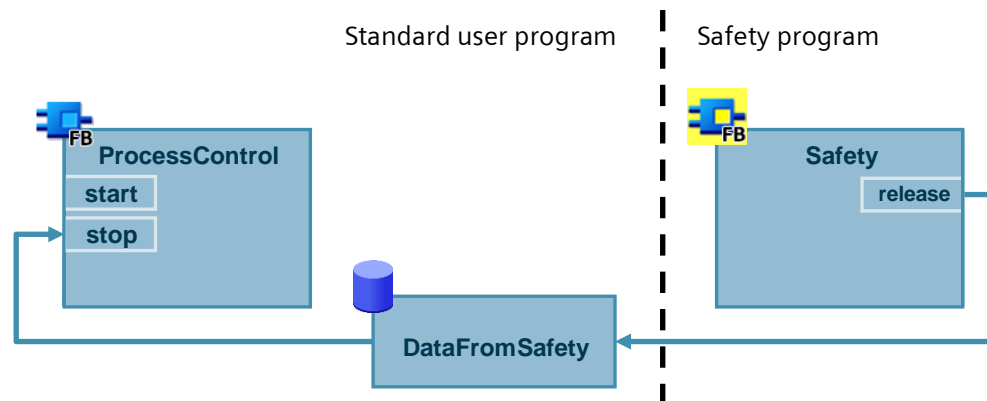 Standard user program
Safety program
FB
ProcessControl
start
stop
FB
Safety
release
DataFromSafety